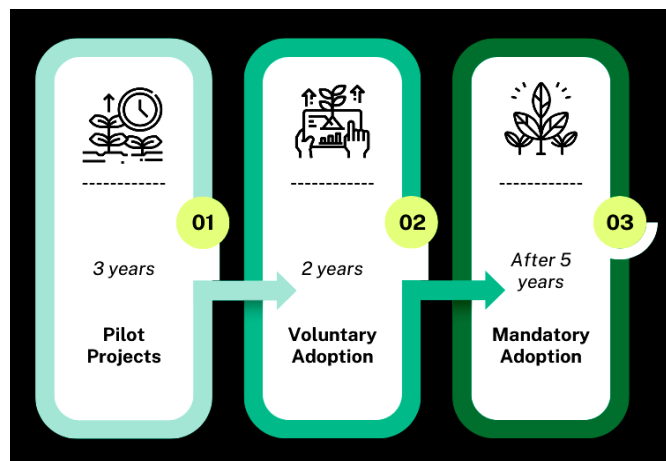 01
3 years
Pilot
Projects
02
2 years
Voluntary
Adoption
03
After 5
years
Mandatory
Adoption